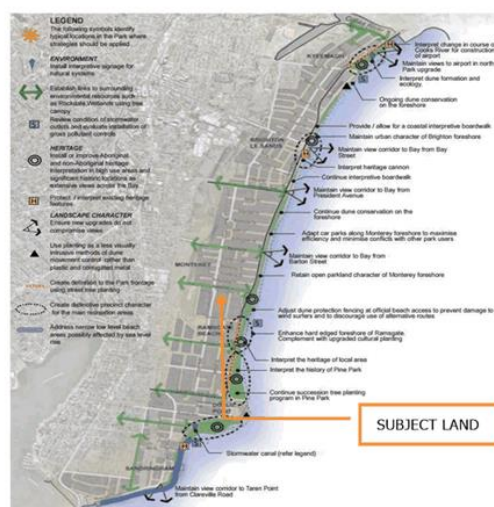 LEGEND
The following symbols identify
typical locations in the Park where
strategies should be applied.
ENVIRONMENT
Install interpretive signage for
natural systems
Establish links to surrounding
environmental resources such
as Rockdale Wetlands using tree
canopy
Review condition of stormwater
outlets and evaluate installation of
gross pollutant controls
HERITAGE
Install or improve Aboriginal
and non-Aboriginal heritage
interpretation in high use areas and
significant historic locations as
extensive views across the Bay.
Protect / interpret existing heritage
features.
LANDSCAPE CHARACTER
Ensure new upgrades do not
compromise views
Use planting as a less visually
intrusive methods of dune
movement control rather than
plastic and corrugated metal
Create definition to the Park frontage
using street tree planting
Create distinctive precinct character
for the main recreation areas
Address narrow low level beach
areas possibly affected by sea level
rise
KYEEMAGH
Interpret change in course of
Cooks River for construction
of airport
Maintain views to airport in north
Park upgrade
Interpret dune formation and
ecology.
Ongoing dune conservation
on the foreshore
Provide / allow for a coastal interpretive boardwalk
BRIGHTON
LE SANDS
Maintain urban character of Brighton foreshore
Maintain view corridor to Bay from Bay
Street
Interpret heritage cannon
Continue interpretive boardwalk
Maintain view corridor to Bay from
President Avenue
Continue dune conservation on the
foreshore
Adapt car parks along Monterey foreshore to maximise
efficiency and minimise conflicts with other park users
MONTEREY
Maintain view corridor to Bay from
Barton Street
Retain open parkland character of Monterey foreshore
Adjust dune protection fencing at official beach access to prevent damage to
wind surfers and to discourage use of alternative routes
Enhance hard edged foreshore of Ramsgate.
Complement with upgraded cultural planting
Interpret the heritage of local area
Interpret the history of Pine Park
Continue succession tree planting
program in Pine Park
SUBJECT LAND
Stormwater canal (refer legend)
SANDRINGHAM
Maintain view corridor to Taren Point
from Clareville Road